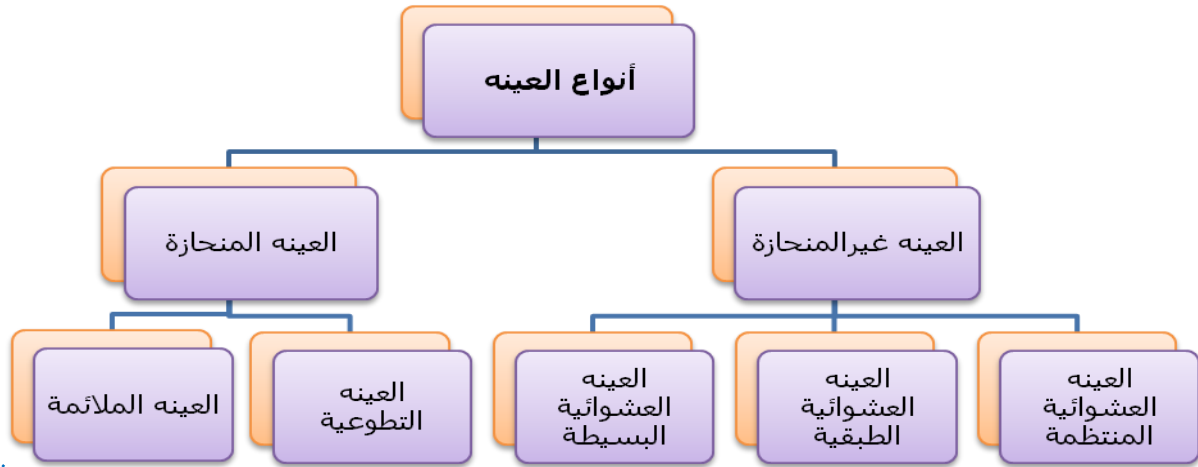 أنواع العينه
العينه غيرالمنحازة
العينه المنحازة
العينه
العشوائية
المنتظمة
العينه
العشوائية
الطبقية
العينه
العشوائية
البسيطة
العينه
التطوعية
العينه الملائمة